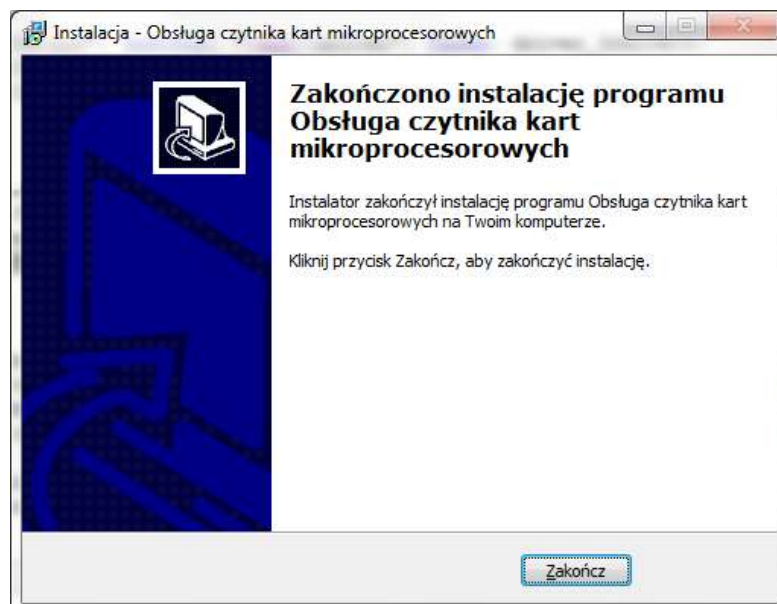 Instalacja - Obsługa czytnika kart mikroprocesorowych
Zakończono instalację programu
Obsługa czytnika kart
mikroprocesorowych
Instalator zakończył instalację programu Obsługa czytnika kart
mikroprocesorowych na Twoim komputerze.
Kliknij przycisk Zakończ, aby zakończyć instalację.
Zakończ